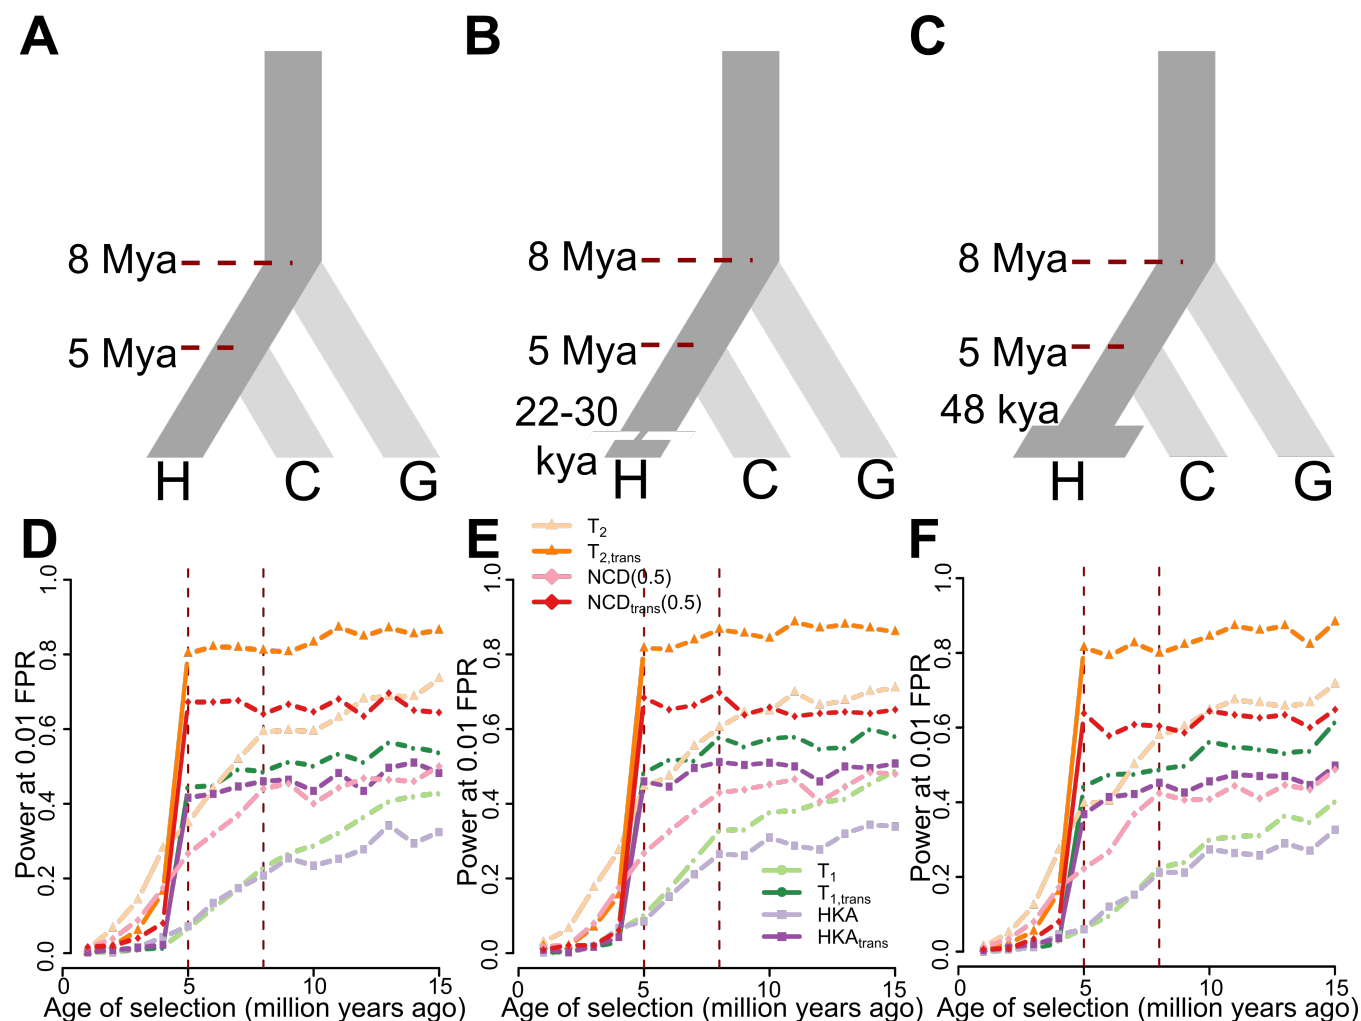 A
B
C
8 Mya
8 Mya
8 Mya
5 Mya
5 Mya
5 Mya
22-30
kya
48 kya
H C G
H C G
H C G
D
E
F
T2
T2,trans
NCD(0.5)
NCDtrans(0.5)
T1
T1,trans
HKA
HKAtrans
Power at 0.01 FPR
0.0 0.2 0.4 0.6 0.8 1.0
0 5 10 15
Age of selection (million years ago)
Power at 0.01 FPR
0.0 0.2 0.4 0.6 0.8 1.0
0 5 10 15
Age of selection (million years ago)
Power at 0.01 FPR
0.0 0.2 0.4 0.6 0.8 1.0
0 5 10 15
Age of selection (million years ago)